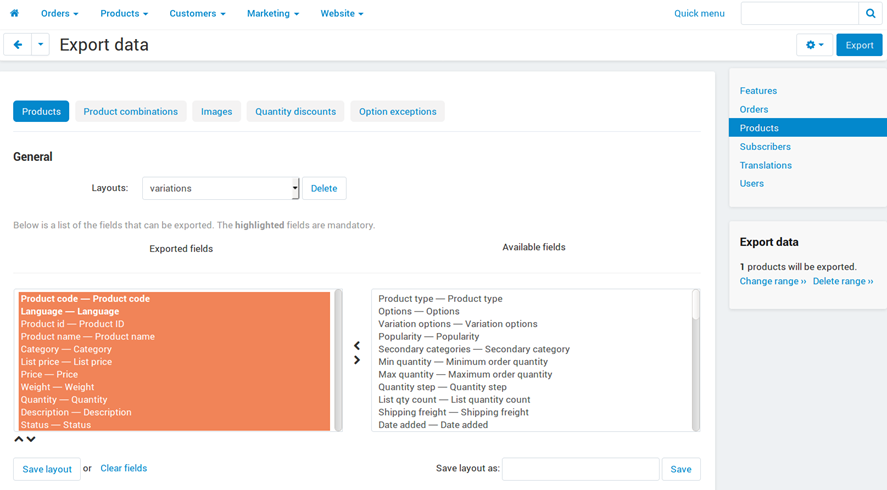 Orders Products Customers Marketing Website Quick menu
Export data Export
Products Product combinations Images Quantity discounts Option exceptions
General
Layouts: variations Delete
Below is a list of the fields that can be exported. The highlighted fields are mandatory.
Exported fields Available fields
Product code — Product code
Language — Language
Product id — Product ID
Product name — Product name
Category — Category
List price — List price
Price — Price
Weight — Weight
Quantity — Quantity
Description — Description
Status — Status
Product type — Product type
Options — Options
Variation options — Variation options
Popularity — Popularity
Secondary categories — Secondary category
Min quantity — Minimum order quantity
Max quantity — Maximum order quantity
Quantity step — Quantity step
List qty count — List quantity count
Shipping freight — Shipping freight
Date added — Date added
Save layout or Clear fields Save layout as: Save
Features
Orders
Products
Subscribers
Translations
Users
Export data
1 products will be exported.
Change range ›› Delete range ››